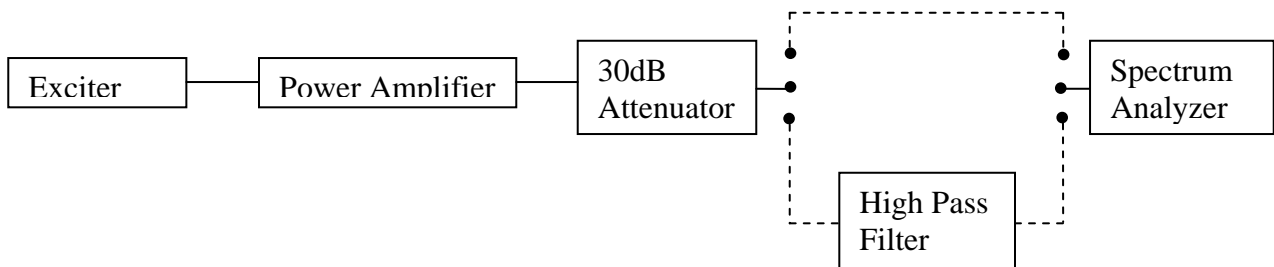 Exciter
Power Amplifier
30dB
Attenuator
Spectrum
Analyzer
High Pass
Filter